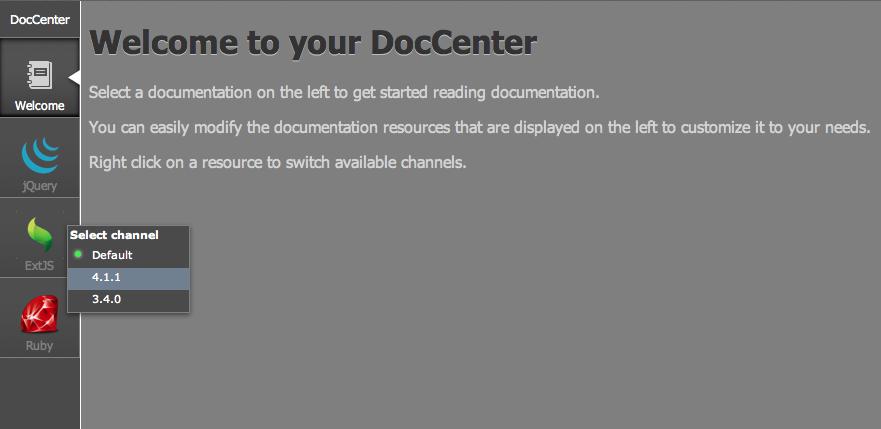 DocCenter
Welcome
jQuery
ExtJS
Ruby
Select channel
Default
4.1.1
3.4.0
Welcome to your DocCenter
Select a documentation on the left to get started reading documentation.
You can easily modify the documentation resources that are displayed on the left to customize it to your needs.
Right click on a resource to switch available channels.